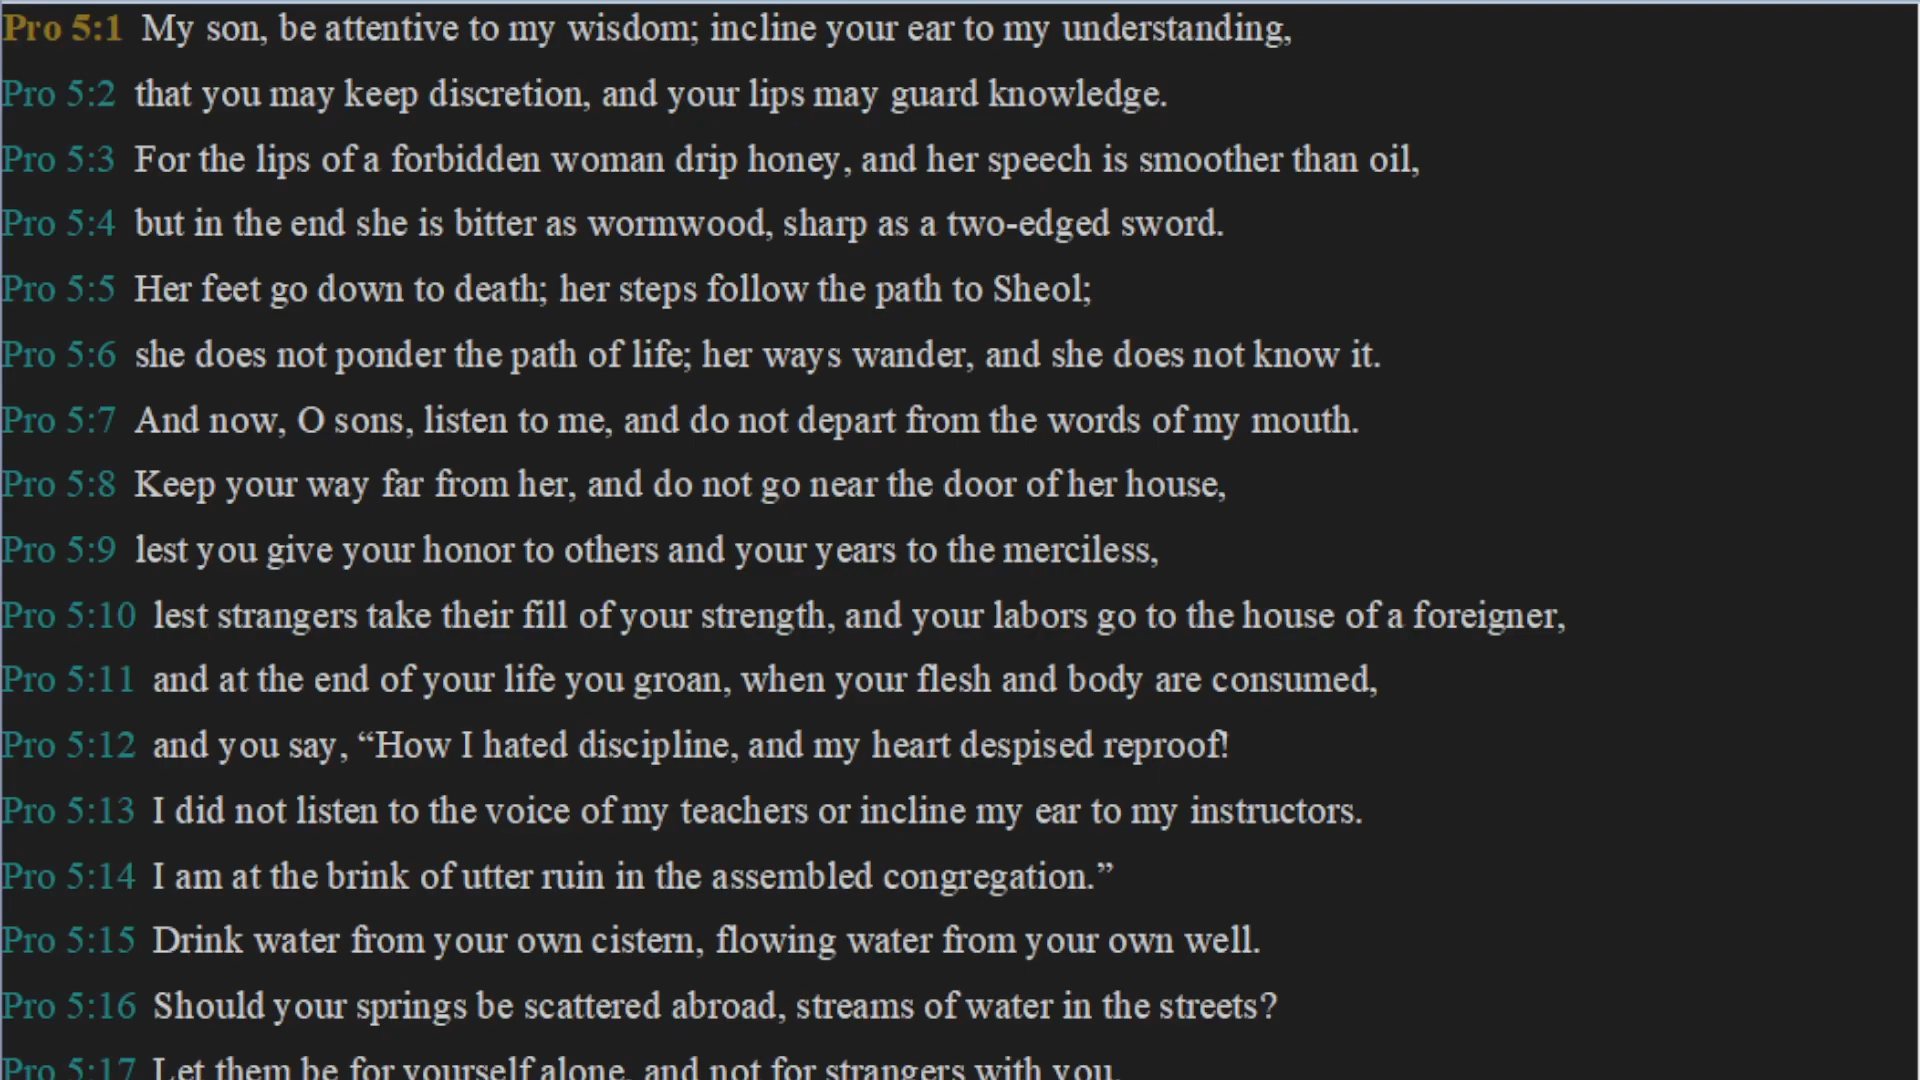 Pro 5:1 My son, be attentive to my wisdom; incline your ear to my understanding,
Pro 5:2 that you may keep discretion, and your lips may guard knowledge.
Pro 5:3 For the lips of a forbidden woman drip honey, and her speech is smoother than oil,
Pro 5:4 but in the end she is bitter as wormwood, sharp as a two-edged sword.
Pro 5:5 Her feet go down to death; her steps follow the path to Sheol;
Pro 5:6 she does not ponder the path of life; her ways wander, and she does not know it.
Pro 5:7 And now, O sons, listen to me, and do not depart from the words of my mouth.
Pro 5:8 Keep your way far from her, and do not go near the door of her house,
Pro 5:9 lest you give your honor to others and your years to the merciless,
Pro 5:10 lest strangers take their fill of your strength, and your labors go to the house of a foreigner,
Pro 5:11 and at the end of your life you groan, when your flesh and body are consumed,
Pro 5:12 and you say, “How I hated discipline, and my heart despised reproof!
Pro 5:13 I did not listen to the voice of my teachers or incline my ear to my instructors.
Pro 5:14 I am at the brink of utter ruin in the assembled congregation.”
Pro 5:15 Drink water from your own cistern, flowing water from your own well.
Pro 5:16 Should your springs be scattered abroad, streams of water in the streets?
Pro 5:17 Let them be for yourself alone, and not for strangers with you.